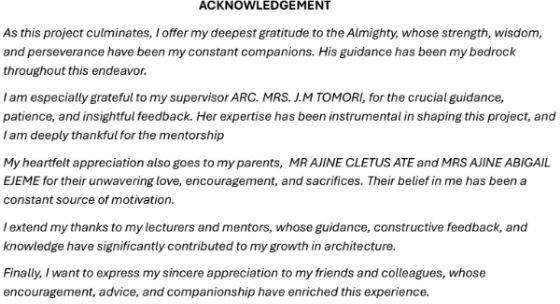 ACKNOWLEDGEMENT
As this project culminates, I offer my deepest gratitude to the Almighty, whose strength, wisdom,
and perseverance have been my constant companions. His guidance has been my bedrock
throughout this endeavor.
I am especially grateful to my supervisor ARC. MRS. J.M TOMORI, for the crucial guidance,
patience, and insightful feedback. Her expertise has been instrumental in shaping this project, and
I am deeply thankful for the mentorship
My heartfelt appreciation also goes to my parents,  MR AJINE CLETUS ATE and MRS AJINE ABIGAIL
EJEME for their unwavering love, encouragement, and sacrifices. Their belief in me has been a
constant source of motivation.
I extend my thanks to my lecturers and mentors, whose guidance, constructive feedback, and
knowledge have significantly contributed to my growth in architecture.
Finally, I want to express my sincere appreciation to my friends and colleagues, whose
encouragement, advice, and companionship have enriched this experience.